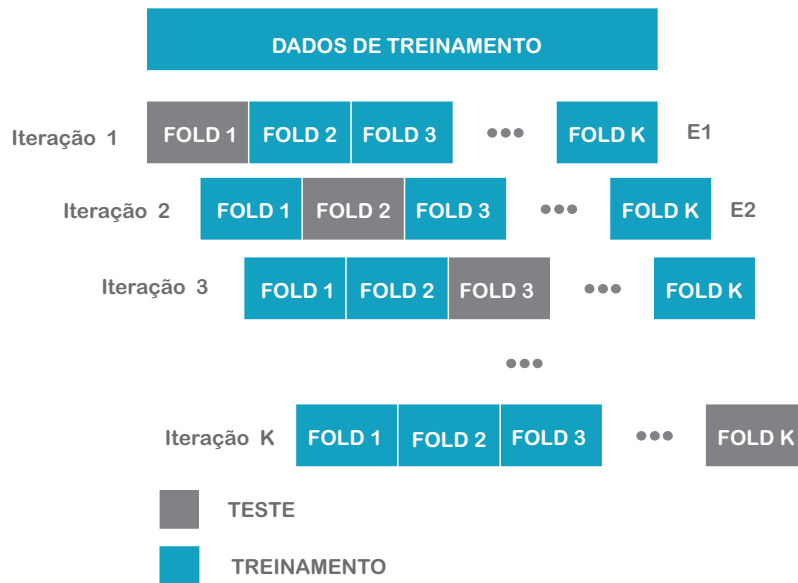 DADOS DE TREINAMENTO
Iteração 1 FOLD 1 FOLD 2 FOLD 3 ••• FOLD K E1
Iteração 2 FOLD 1 FOLD 2 FOLD 3 ••• FOLD K E2
Iteração 3 FOLD 1 FOLD 2 FOLD 3 ••• FOLD K
•••
Iteração K FOLD 1 FOLD 2 FOLD 3 ••• FOLD K
TESTE
TREINAMENTO